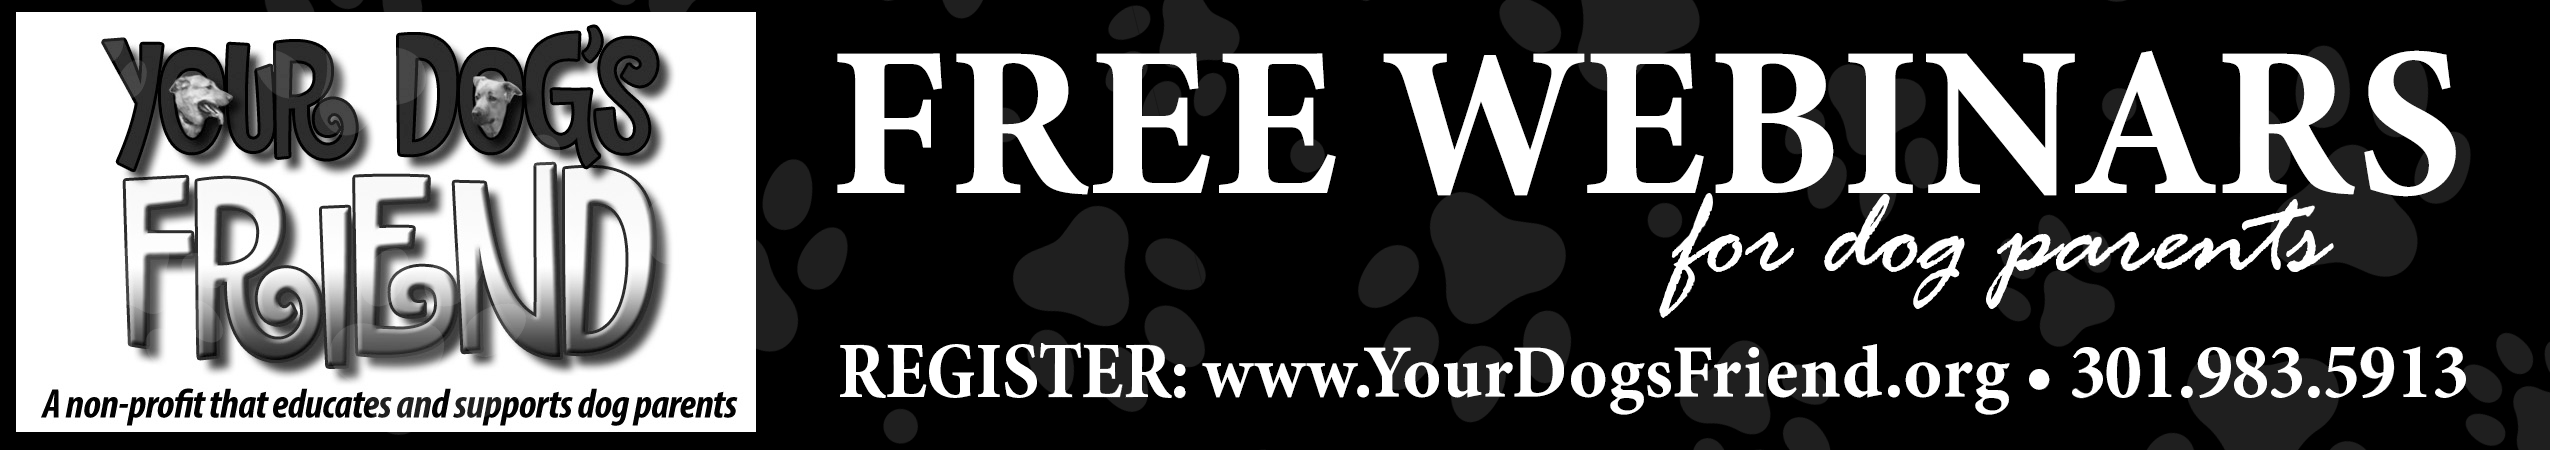 YOUR DOG'S
FRIEND
A non-profit that educates and supports dog parents
FREE WEBINARS
for dog parents
REGISTER: www.YourDogsFriend.org • 301.983.5913